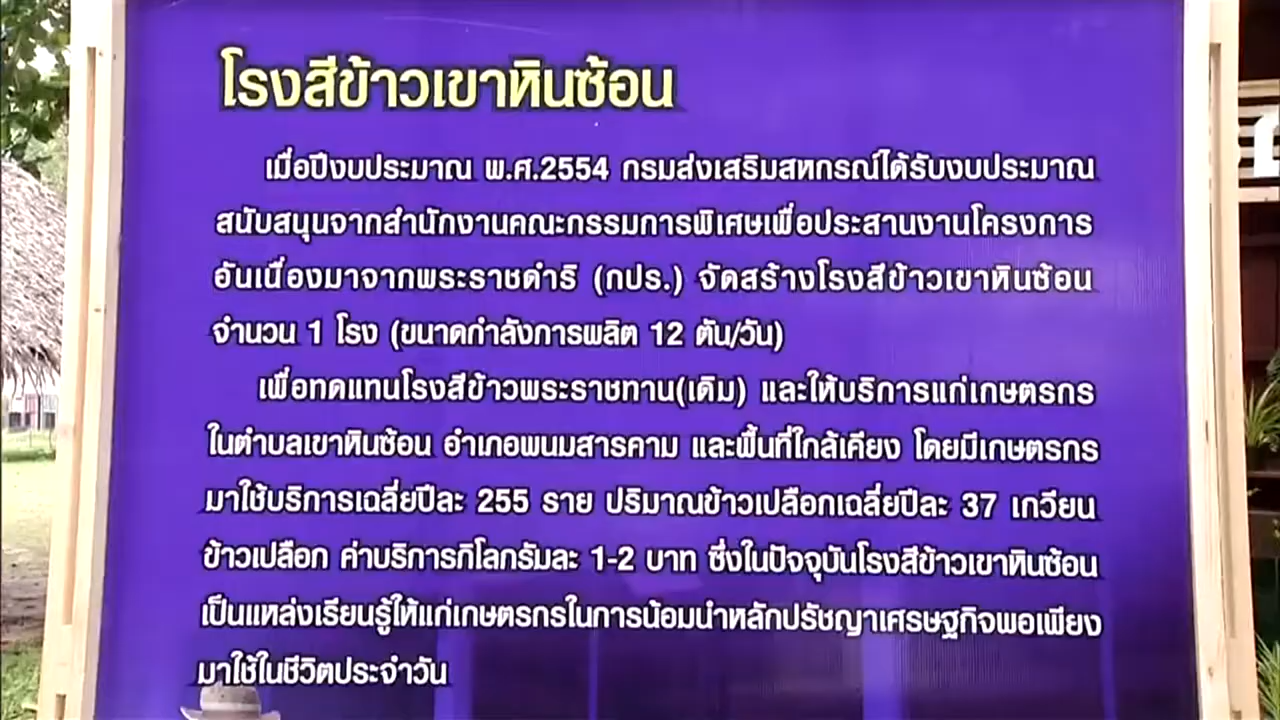 โรงสีข้าวเขาหินซ้อน
เมื่อปีงบประมาณ พ.ศ.2554 กรมส่งเสริมสหกรณ์ได้รับงบประมาณ
สนับสนุนจากสำนักงานคณะกรรมการพิเศษเพื่อประสานงานโครงการ
อันเนื่องมาจากพระราชดำริ (กปร.) จัดสร้างโรงสีข้าวเขาหินซ้อน
จำนวน 1 โรง (ขนาดกำลังการผลิต 12 ตัน/วัน)
เพื่อทดแทนโรงสีข้าวพระราชทาน(เดิม) และให้บริการแก่เกษตรกร
ในตำบลเขาหินซ้อน อำเภอพนมสารคาม และพื้นที่ใกล้เคียง โดยมีเกษตรกร
มาใช้บริการเฉลี่ยปีละ 255 ราย ปริมาณข้าวเปลือกเฉลี่ยปีละ 37 เกวียน
ข้าวเปลือก ค่าบริการกิโลกรัมละ 1-2 บาท ซึ่งในปัจจุบันโรงสีข้าวเขาหินซ้อน
เป็นแหล่งเรียนรู้ให้แก่เกษตรกรในการน้อมนำหลักปรัชญาเศรษฐกิจพอเพียง
มาใช้ในชีวิตประจำวัน